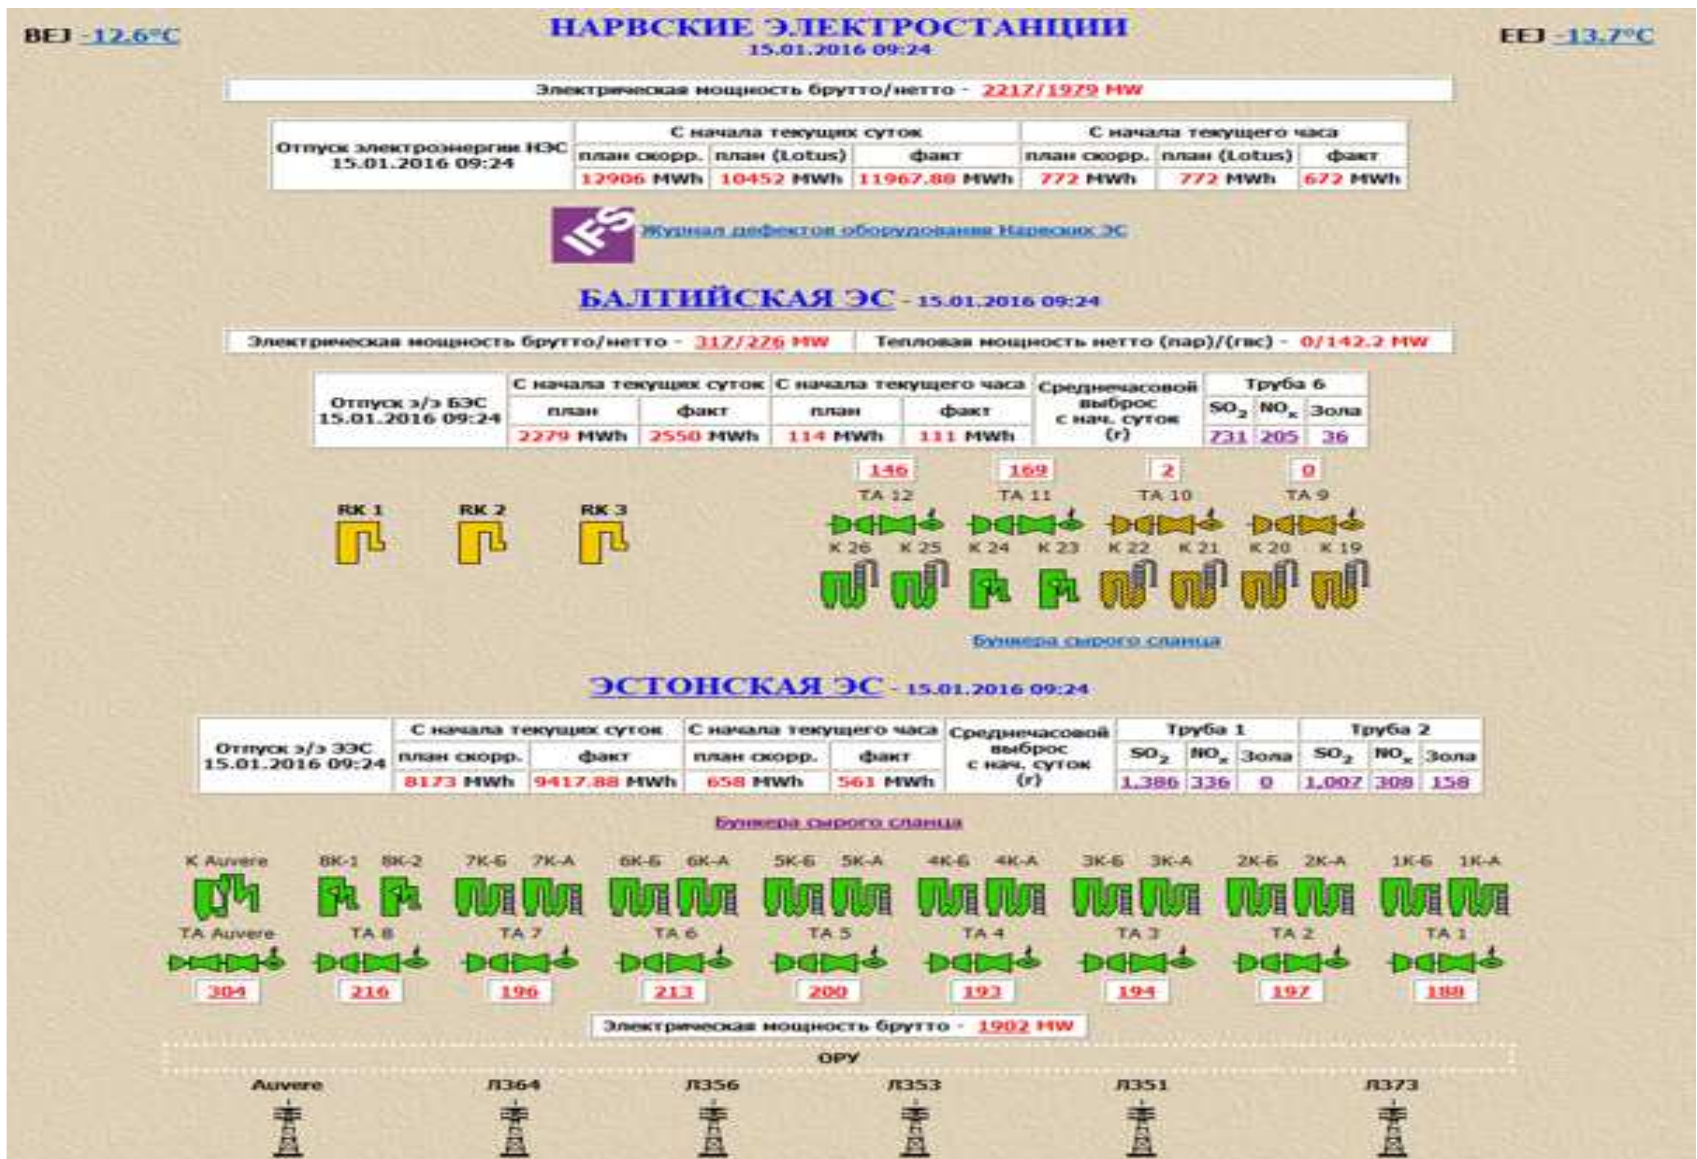 BEJ -12.6°C
НАРВСКИЕ ЭЛЕКТРОСТАНЦИИ
EEJ -13.7°C
15.01.2016 09:24
Электрическая мощность брутто/нетто - 2217/1979 MW
Отпуск электроэнергии НЭС
15.01.2016 09:24
С начала текущих суток С начала текущего часа
план скорр. план (Lotus) факт план скорр. план (Lotus) факт
12906 MWh 10452 MWh 11967.88 MWh 772 MWh 772 MWh 672 MWh
IFS Журнал дефектов оборудования Нарвских ЭС
БАЛТИЙСКАЯ ЭС - 15.01.2016 09:24
Электрическая мощность брутто/нетто - 317/276 MW Тепловая мощность нетто (пар)/(гвс) - 0/142.2 MW
Отпуск э/э БЭС
15.01.2016 09:24
С начала текущих суток С начала текущего часа Среднечасовой
выброс
с нач. суток
(г)
Труба 6
план факт план факт SO2 NOx Зола
2279 MWh 2550 MWh 114 MWh 111 MWh 731 205 36
146 169 2 0
TA 12 TA 11 TA 10 TA 9
RK 1 RK 2 RK 3
K 26 K 25 K 24 K 23 K 22 K 21 K 20 K 19
Бункера сырого сланца
ЭСТОНСКАЯ ЭС - 15.01.2016 09:24
Отпуск э/э ЭЭС
15.01.2016 09:24
С начала текущих суток С начала текущего часа Среднечасовой
выброс
с нач. суток
(г)
Труба 1 Труба 2
план скорр. факт план скорр. факт SO2 NOx Зола SO2 NOx Зола
8173 MWh 9417.88 MWh 658 MWh 561 MWh 1,386 336 0 1,007 308 158
Бункера сырого сланца
K Auvere 8K-1 8K-2 7K-Б 7K-А 6K-Б 6K-А 5K-Б 5K-А 4K-Б 4K-А 3K-Б 3K-А 2K-Б 2K-А 1K-Б 1K-А
TA Auvere TA 8 TA 7 TA 6 TA 5 TA 4 TA 3 TA 2 TA 1
304 216 196 213 200 193 194 197 188
Электрическая мощность брутто - 1902 MW
ОРУ
Auvere Л364 Л356 Л353 Л351 Л373